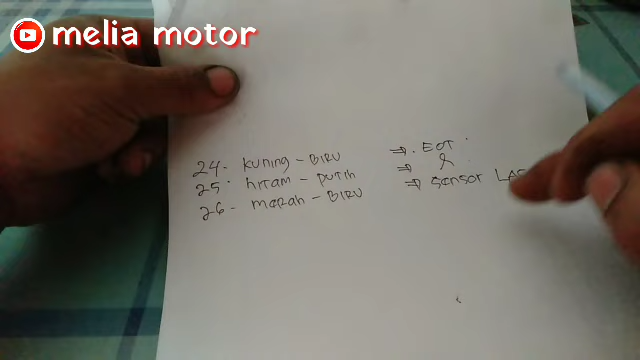 melia motor
24. kuning - BIRU => . EOT :
25. hITam - PUTIh => &
26 - meRah - BIRU => sensor